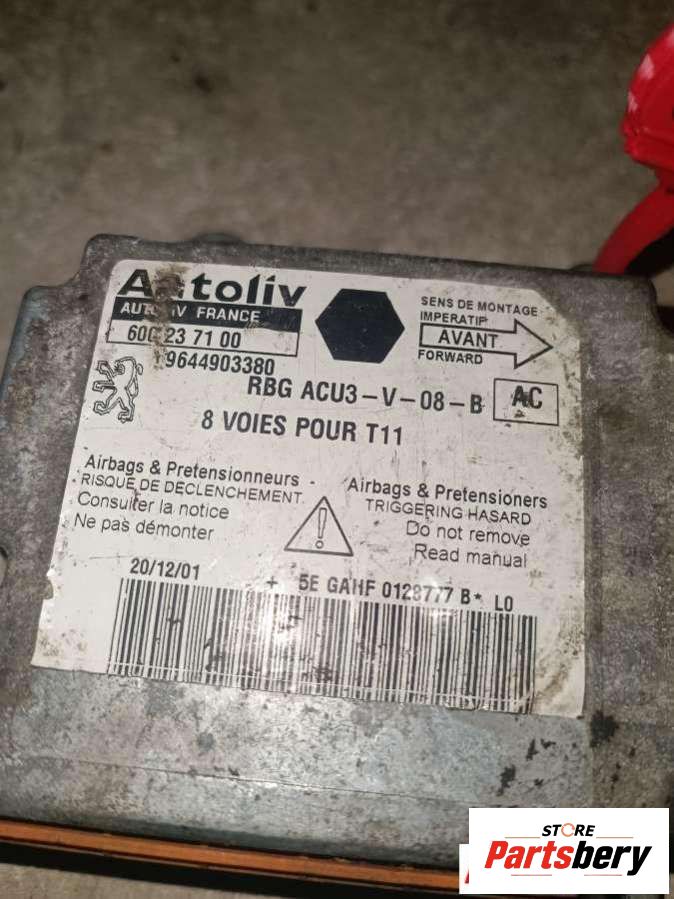 Autoliv
AUTOLIV FRANCE
600 23 71 00
9644903380
SENS DE MONTAGE
IMPERATIF
AVANT
FORWARD
RBG ACU3-V-08-B
AC
8 VOIES POUR T11
Airbags & Pretensionneurs -
RISQUE DE DECLENCHEMENT
Consulter la notice
Ne pas démonter
Airbags & Pretensioners
TRIGGERING HASARD
Do not remove
Read manual
20/12/01 + 5E GAHF 0128777 B* L0
STORE
Partsbery